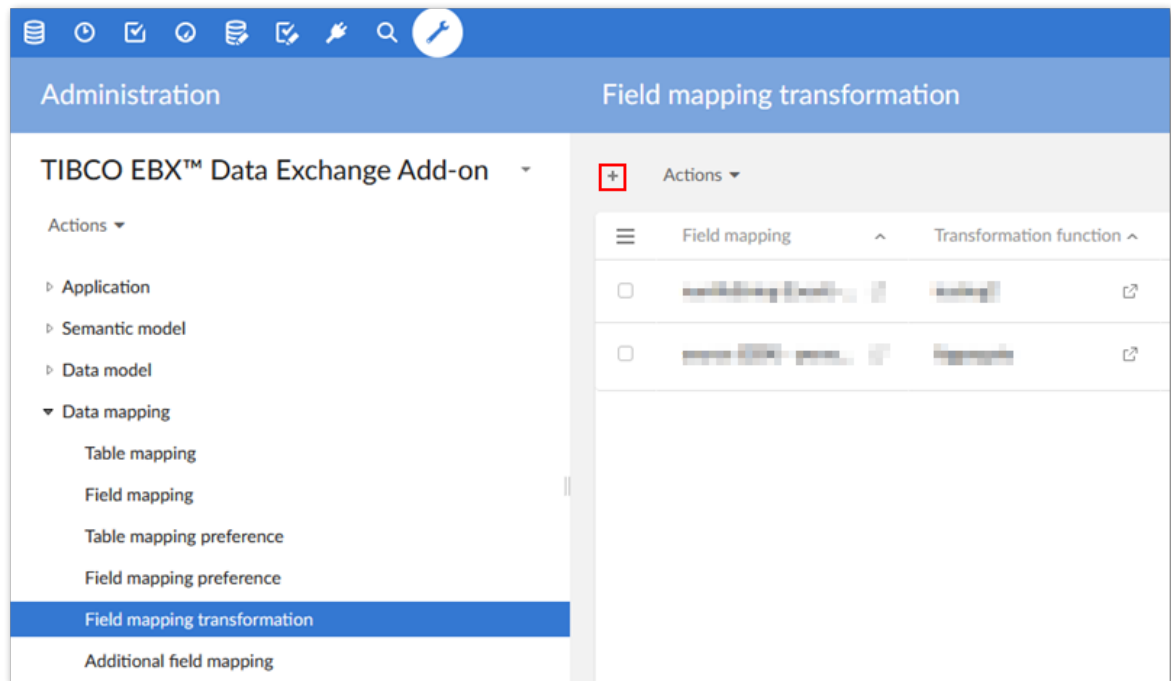 Administration
Field mapping transformation
TIBCO EBX™ Data Exchange Add-on
+ Actions
Actions
Field mapping
Transformation function
Application
Semantic model
Data model
Data mapping
Table mapping
Field mapping
Table mapping preference
Field mapping preference
Field mapping transformation
Additional field mapping